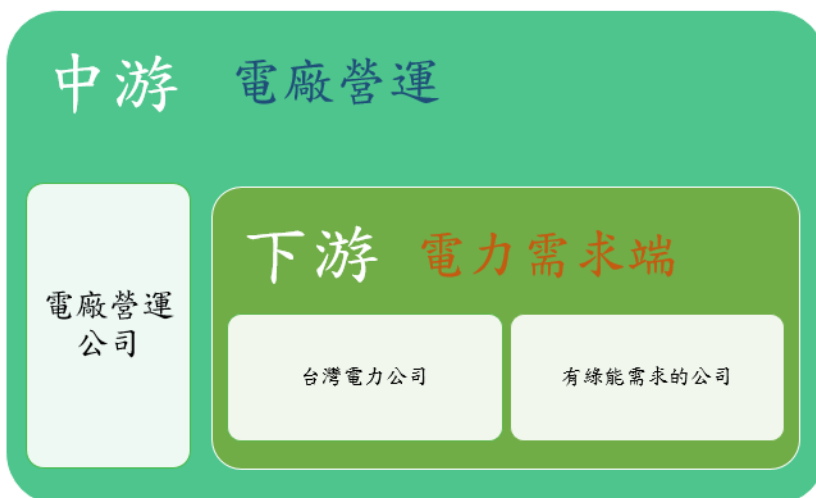 中游 電廠營運
電廠營運
公司
下游 電力需求端
台灣電力公司
有綠能需求的公司